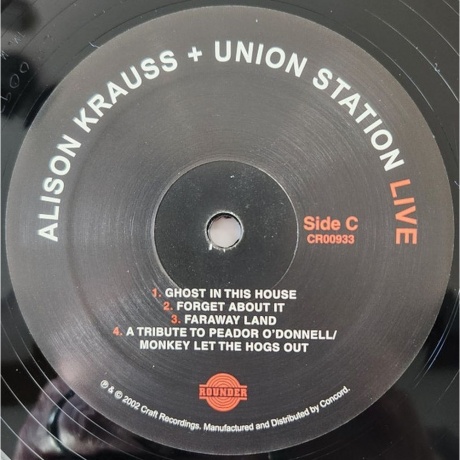 ALISON KRAUSS + UNION STATION LIVE
Side C
CR00933
1. GHOST IN THIS HOUSE
2. FORGET ABOUT IT
3. FARAWAY LAND
4. A TRIBUTE TO PEADOR O'DONNELL/
MONKEY LET THE HOGS OUT
ROUNDER
℗ & © 2002 Craft Recordings. Manufactured and Distributed by Concord.